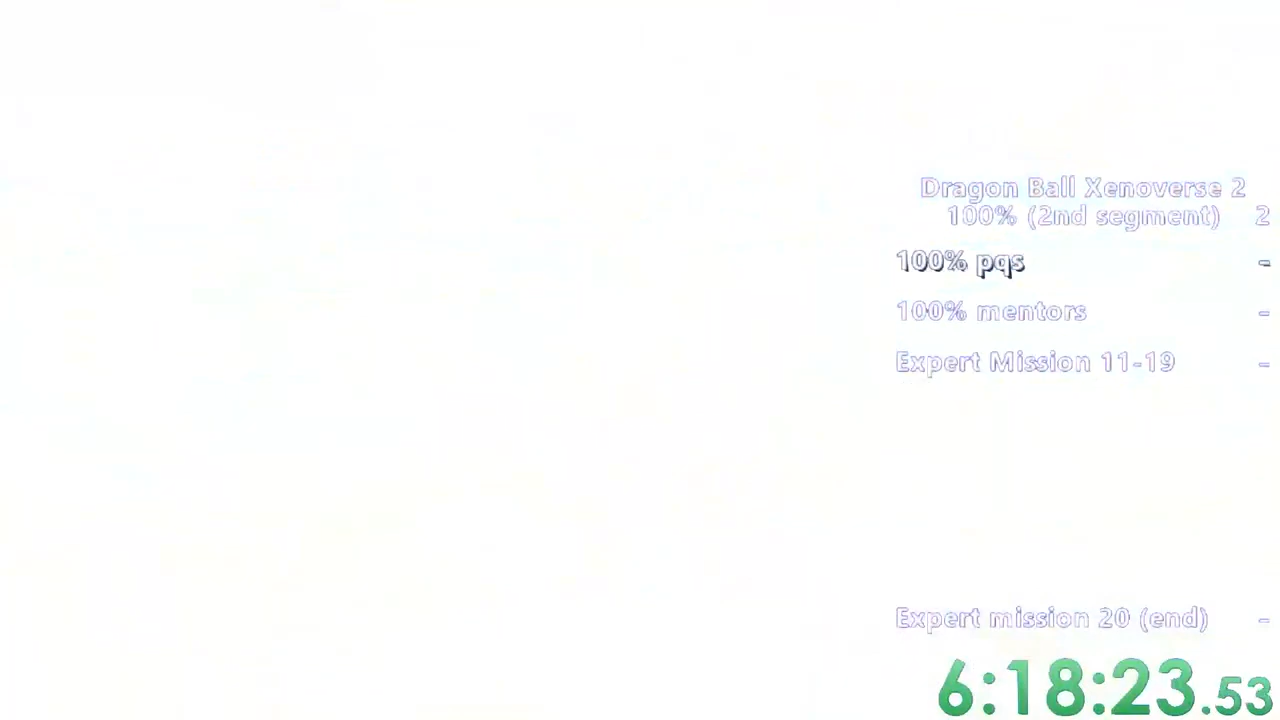 Dragon Ball Xenoverse 2
100% (2nd segment) 2
100% pqs -
100% mentors -
Expert Mission 11-19 -
Expert mission 20 (end) -
6:18:23.53